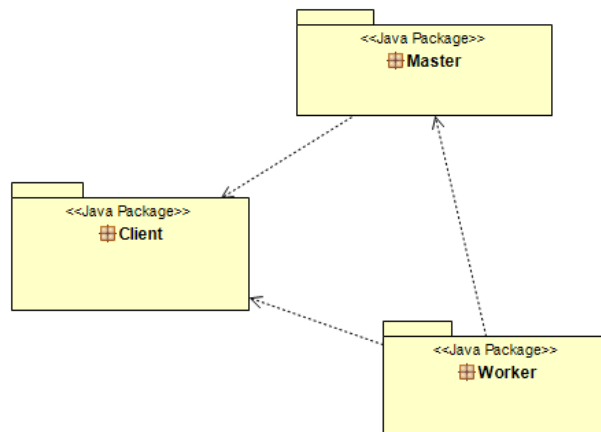 <<Java Package>>
Master
<<Java Package>>
Client
<<Java Package>>
Worker